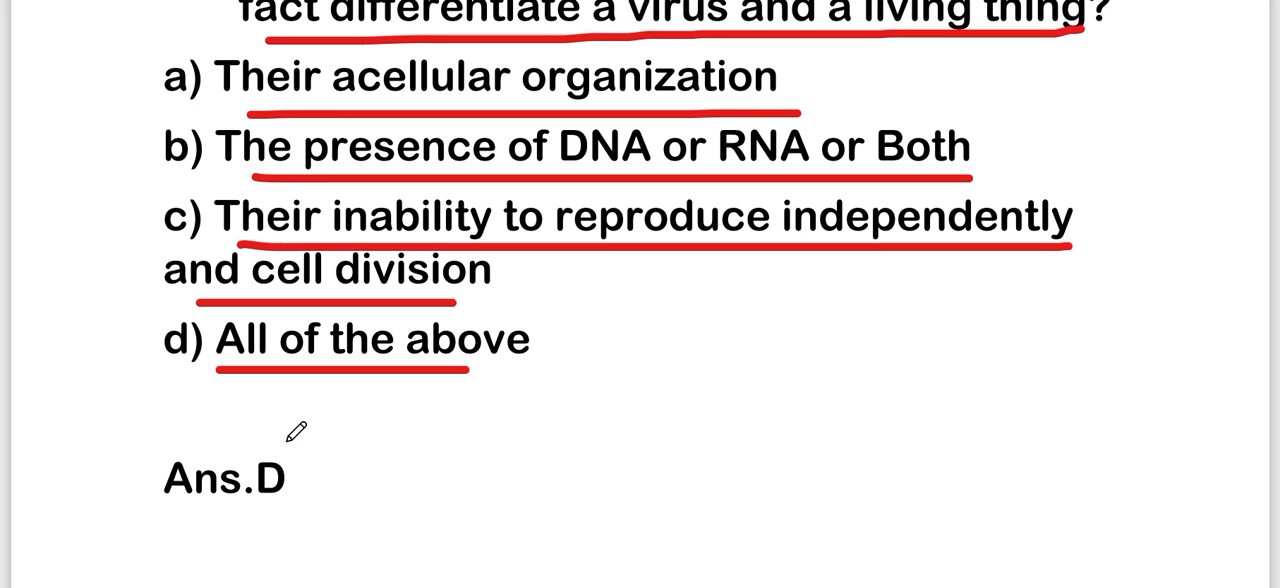 fact differentiate a virus and a living thing?
a) Their acellular organization
b) The presence of DNA or RNA or Both
c) Their inability to reproduce independently
and cell division
d) All of the above
Ans.D